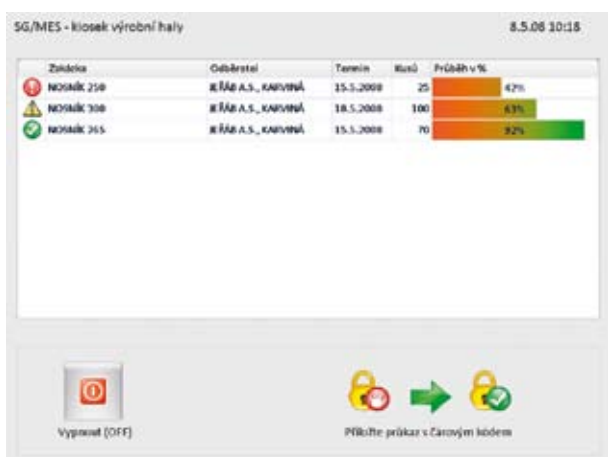 SG/MES - kiosek výrobní haly 8.5.08 10:18
Zakázka Odběratel Termín Kusů Průběh v %
NOSNÍK 250 JEŘÁB A.S., KARVINÁ 15.5.2008 25 42%
NOSNÍK 300 JEŘÁB A.S., KARVINÁ 18.5.2008 100 63%
NOSNÍK 265 JEŘÁB A.S., KARVINÁ 15.5.2008 70 92%
Vypnout (OFF) Přiložte průkaz s čárovým kódem